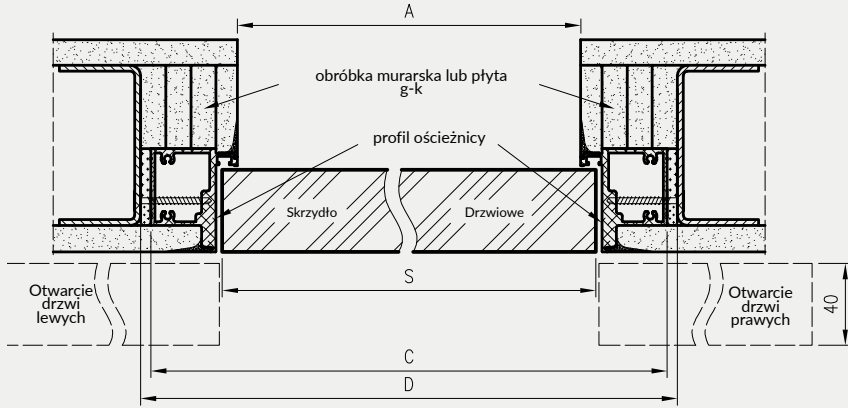 A
obróbka murarska lub płyta
g-k
profil ościeżnicy
Skrzydło
Drzwiowe
S
Otwarcie
drzwi
lewych
Otwarcie
drzwi
prawych
40
C
D